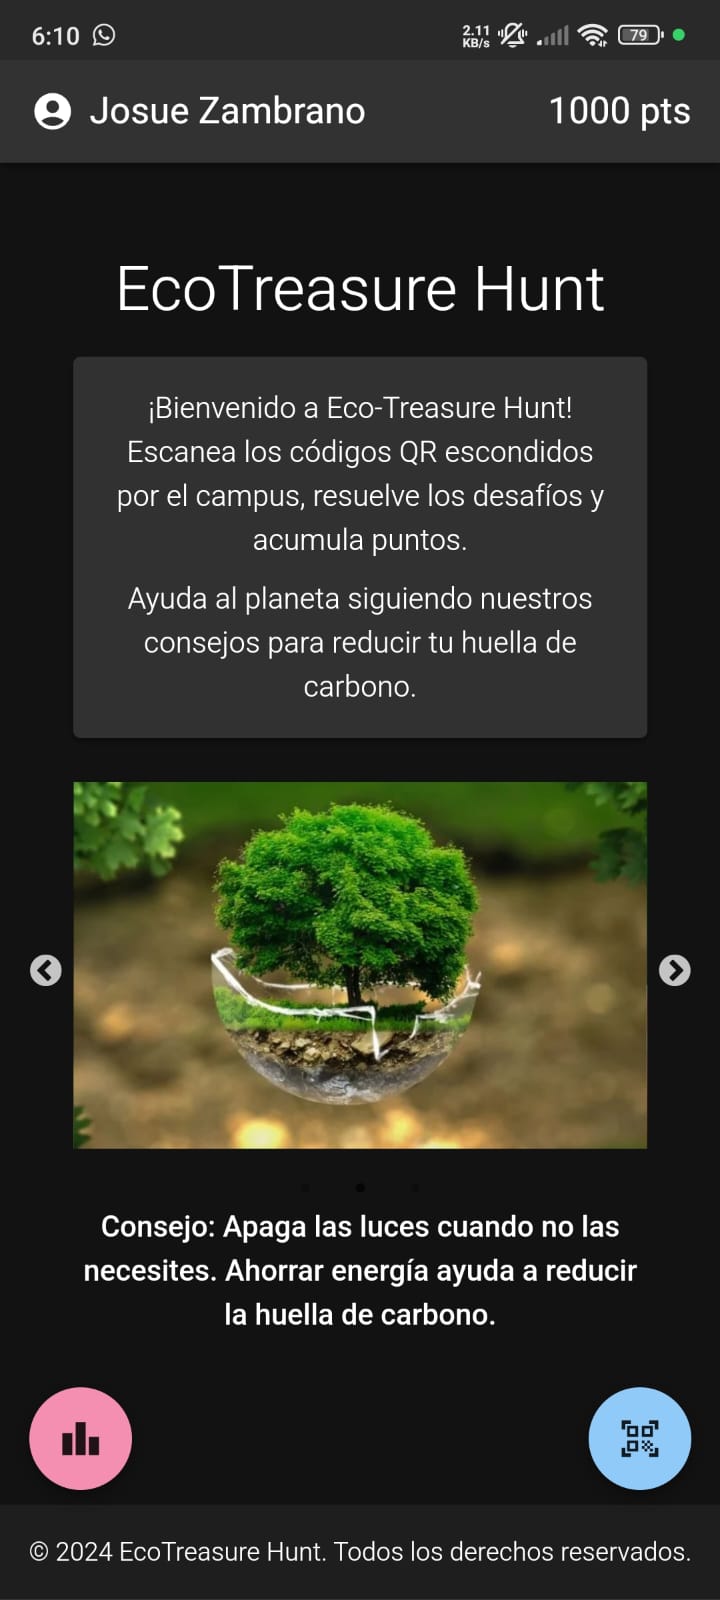 6:10
2.11
KB/s
79
Josue Zambrano
1000 pts
EcoTreasure Hunt
¡Bienvenido a Eco-Treasure Hunt!
Escanea los códigos QR escondidos
por el campus, resuelve los desafíos y
acumula puntos.
Ayuda al planeta siguiendo nuestros
consejos para reducir tu huella de
carbono.
Consejo: Apaga las luces cuando no las
necesites. Ahorrar energía ayuda a reducir
la huella de carbono.
© 2024 EcoTreasure Hunt. Todos los derechos reservados.